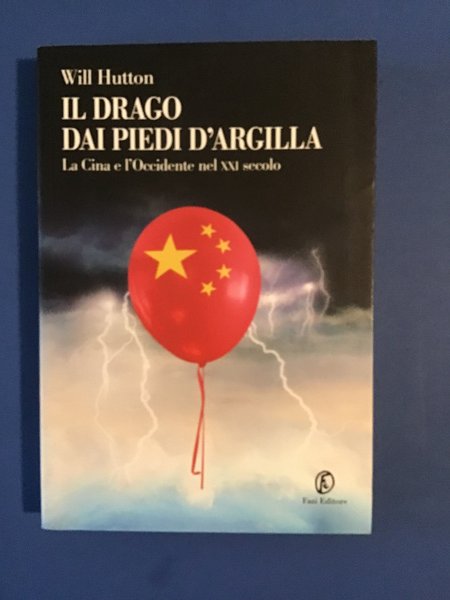 Will Hutton
IL DRAGO
DAI PIEDI D'ARGILLA
La Cina e l'Occidente nel XXI secolo
Fazi Editore